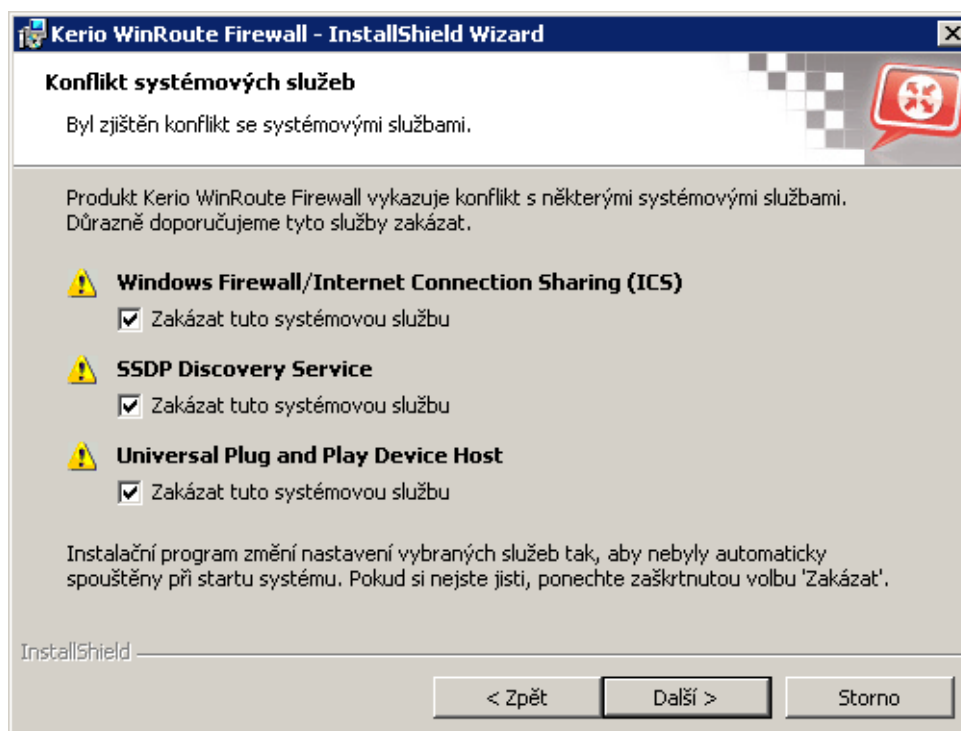 Kerio WinRoute Firewall - InstallShield Wizard
Konflikt systémových služeb
Byl zjištěn konflikt se systémovými službami.
Produkt Kerio WinRoute Firewall vykazuje konflikt s některými systémovými službami.
Důrazně doporučujeme tyto služby zakázat.
Windows Firewall/Internet Connection Sharing (ICS)
Zakázat tuto systémovou službu
SSDP Discovery Service
Zakázat tuto systémovou službu
Universal Plug and Play Device Host
Zakázat tuto systémovou službu
Instalační program změní nastavení vybraných služeb tak, aby nebyly automaticky
spouštěny při startu systému. Pokud si nejste jisti, ponechte zaškrtnutou volbu 'Zakázat'.
InstallShield
< Zpět
Další >
Storno